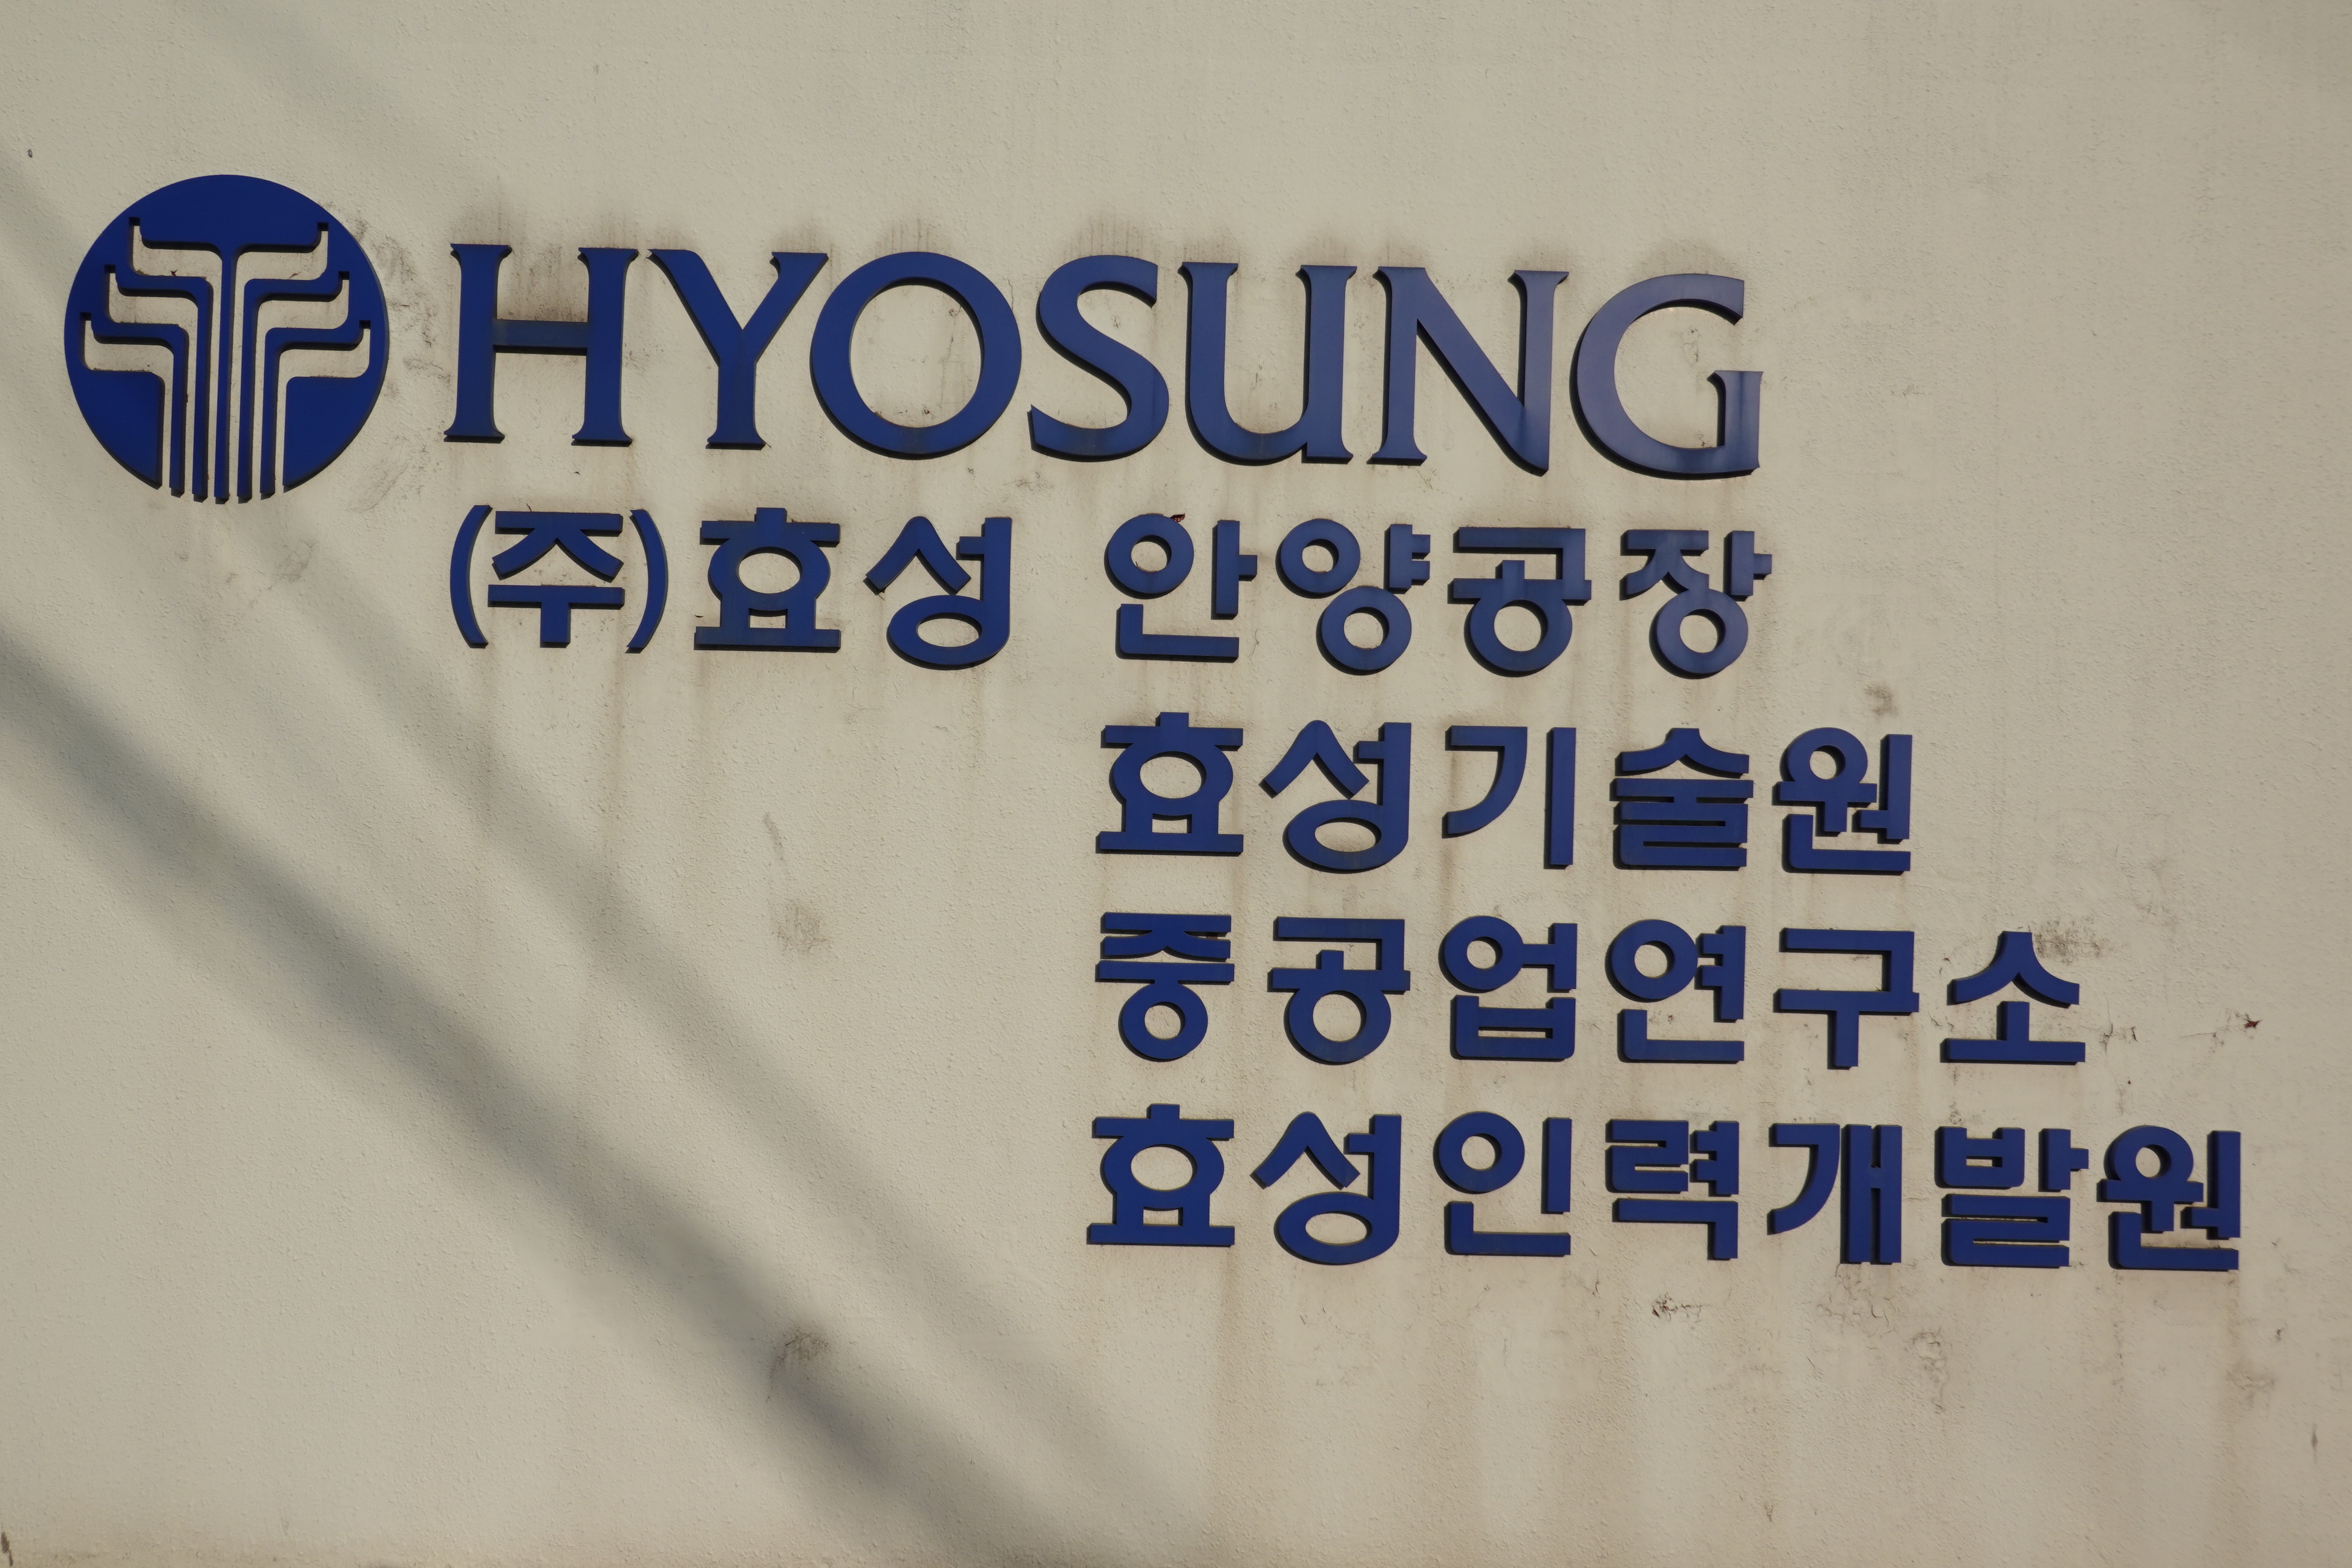 HYOSUNG
(주)효성 안양공장
효성기술원
중공업연구소
효성인력개발원